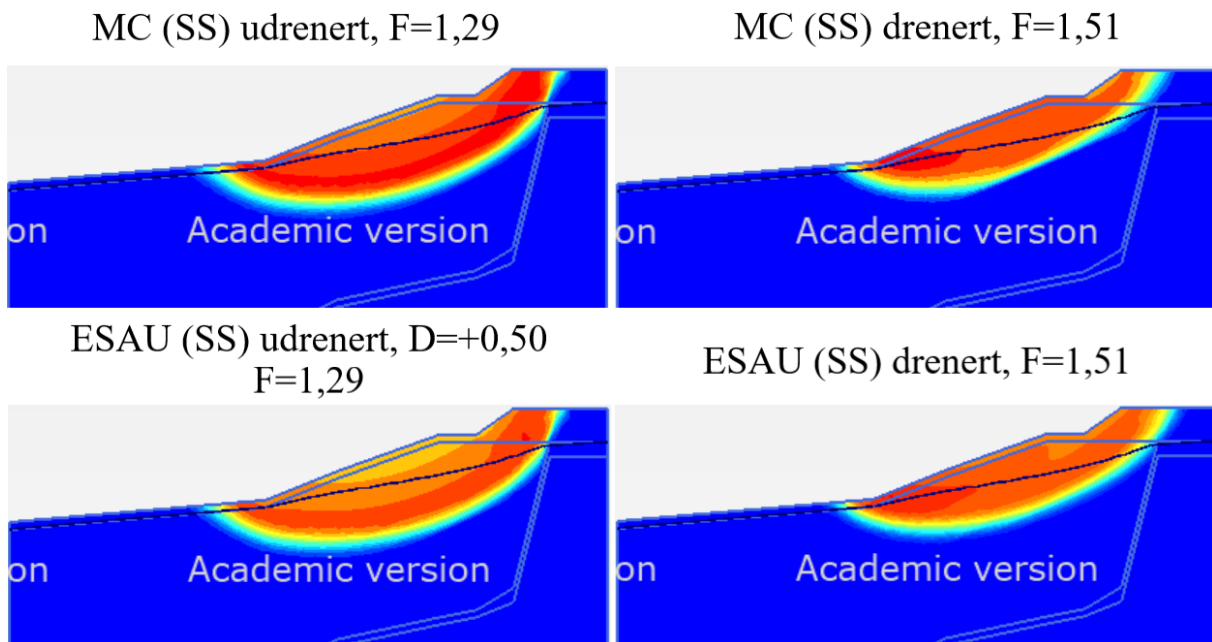 MC (SS) udrenert, F=1,29
MC (SS) drenert, F=1,51
on Academic version
on Academic version
ESAU (SS) udrenert, D=+0,50
F=1,29
ESAU (SS) drenert, F=1,51
on Academic version
on Academic version